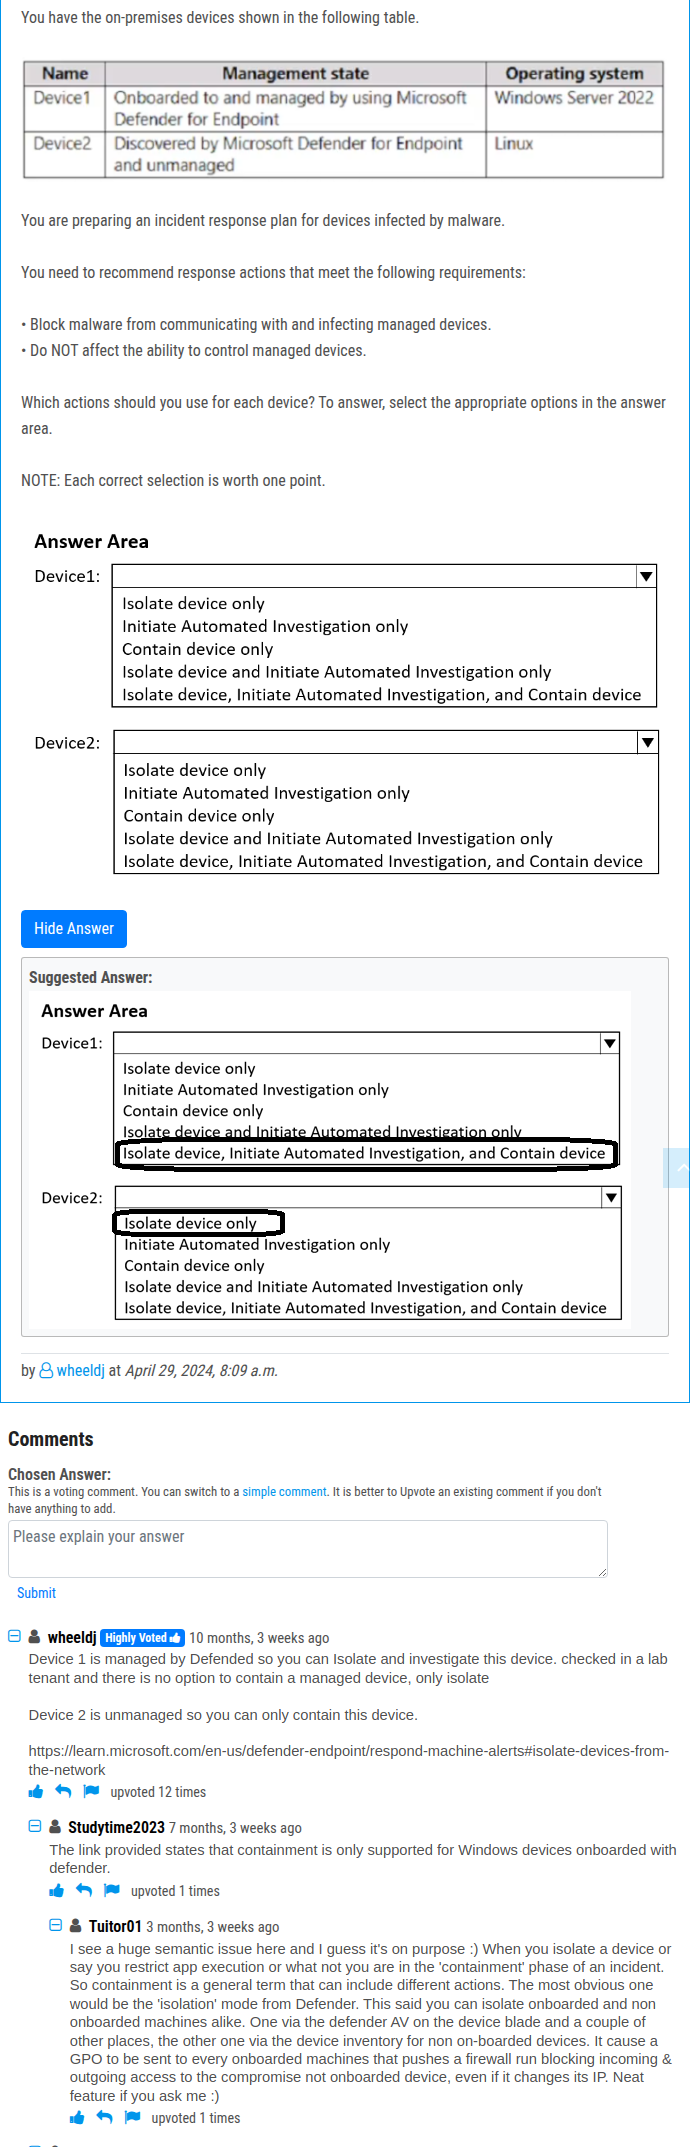 You have the on-premises devices shown in the following table.
Name Management state Operating system
Device1 Onboarded to and managed by using Microsoft Defender for Endpoint Windows Server 2022
Device2 Discovered by Microsoft Defender for Endpoint and unmanaged Linux
You are preparing an incident response plan for devices infected by malware.
You need to recommend response actions that meet the following requirements:
• Block malware from communicating with and infecting managed devices.
• Do NOT affect the ability to control managed devices.
Which actions should you use for each device? To answer, select the appropriate options in the answer
area.
NOTE: Each correct selection is worth one point.
Answer Area
Device1:
Isolate device only
Initiate Automated Investigation only
Contain device only
Isolate device and Initiate Automated Investigation only
Isolate device, Initiate Automated Investigation, and Contain device
Device2:
Isolate device only
Initiate Automated Investigation only
Contain device only
Isolate device and Initiate Automated Investigation only
Isolate device, Initiate Automated Investigation, and Contain device
Hide Answer
Suggested Answer:
Answer Area
Device1:
Isolate device only
Initiate Automated Investigation only
Contain device only
Isolate device and Initiate Automated Investigation only
Isolate device, Initiate Automated Investigation, and Contain device
Device2:
Isolate device only
Initiate Automated Investigation only
Contain device only
Isolate device and Initiate Automated Investigation only
Isolate device, Initiate Automated Investigation, and Contain device
by wheeldj at April 29, 2024, 8:09 a.m.
Comments
Chosen Answer:
This is a voting comment. You can switch to a simple comment. It is better to Upvote an existing comment if you don't
have anything to add.
Please explain your answer
Submit
wheeldj Highly Voted 10 months, 3 weeks ago
Device 1 is managed by Defended so you can Isolate and investigate this device. checked in a lab
tenant and there is no option to contain a managed device, only isolate
Device 2 is unmanaged so you can only contain this device.
https://learn.microsoft.com/en-us/defender-endpoint/respond-machine-alerts#isolate-devices-from-
the-network
upvoted 12 times
Studytime2023 7 months, 3 weeks ago
The link provided states that containment is only supported for Windows devices onboarded with
defender.
upvoted 1 times
Tuitor01 3 months, 3 weeks ago
I see a huge semantic issue here and I guess it's on purpose :) When you isolate a device or
say you restrict app execution or what not you are in the 'containment' phase of an incident.
So containment is a general term that can include different actions. The most obvious one
would be the 'isolation' mode from Defender. This said you can isolate onboarded and non
onboarded machines alike. One via the defender AV on the device blade and a couple of
other places, the other one via the device inventory for non on-boarded devices. It cause a
GPO to be sent to every onboarded machines that pushes a firewall run blocking incoming &
outgoing access to the compromise not onboarded device, even if it changes its IP. Neat
feature if you ask me :)
upvoted 1 times